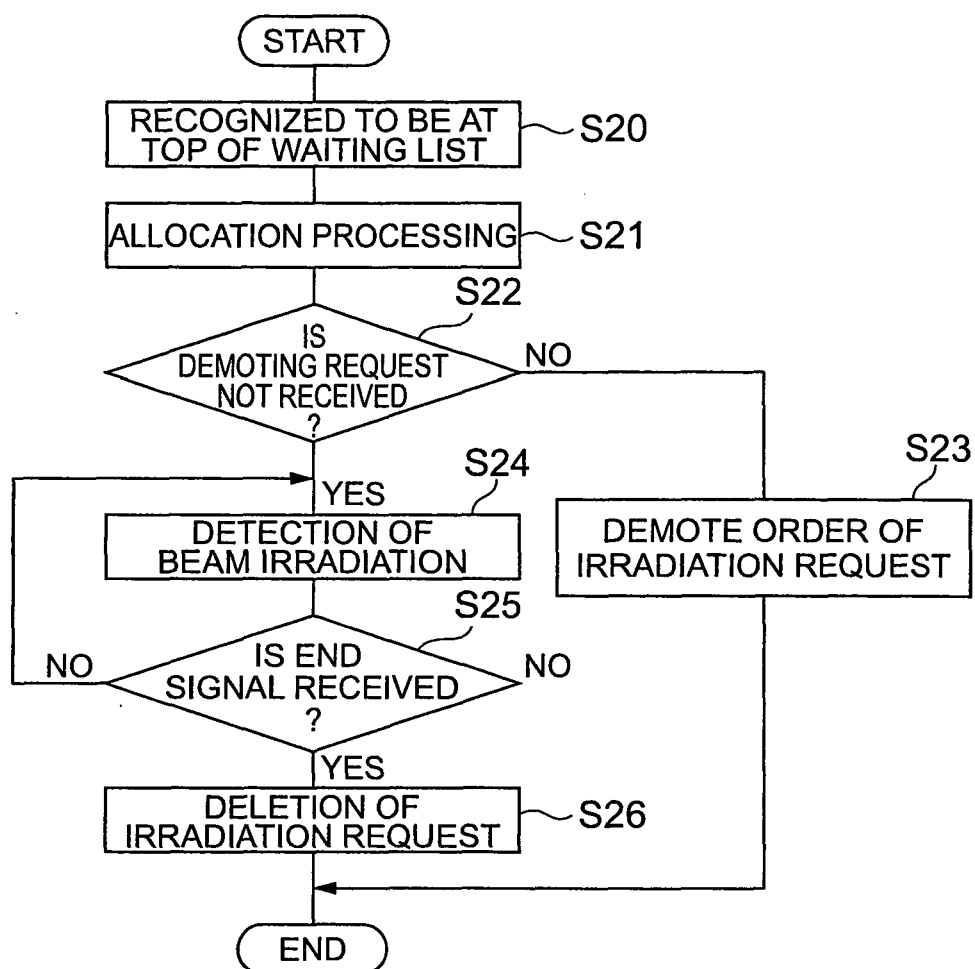 START
RECOGNIZED TO BE AT
TOP OF WAITING LIST
S20
ALLOCATION PROCESSING
S21
S22
IS
DEMOTING REQUEST
NOT RECEIVED
?
NO
YES
S24
S23
DETECTION OF
BEAM IRRADIATION
DEMOTE ORDER OF
IRRADIATION REQUEST
S25
NO
IS END
SIGNAL RECEIVED
?
NO
YES
DELETION OF
IRRADIATION REQUEST
S26
END